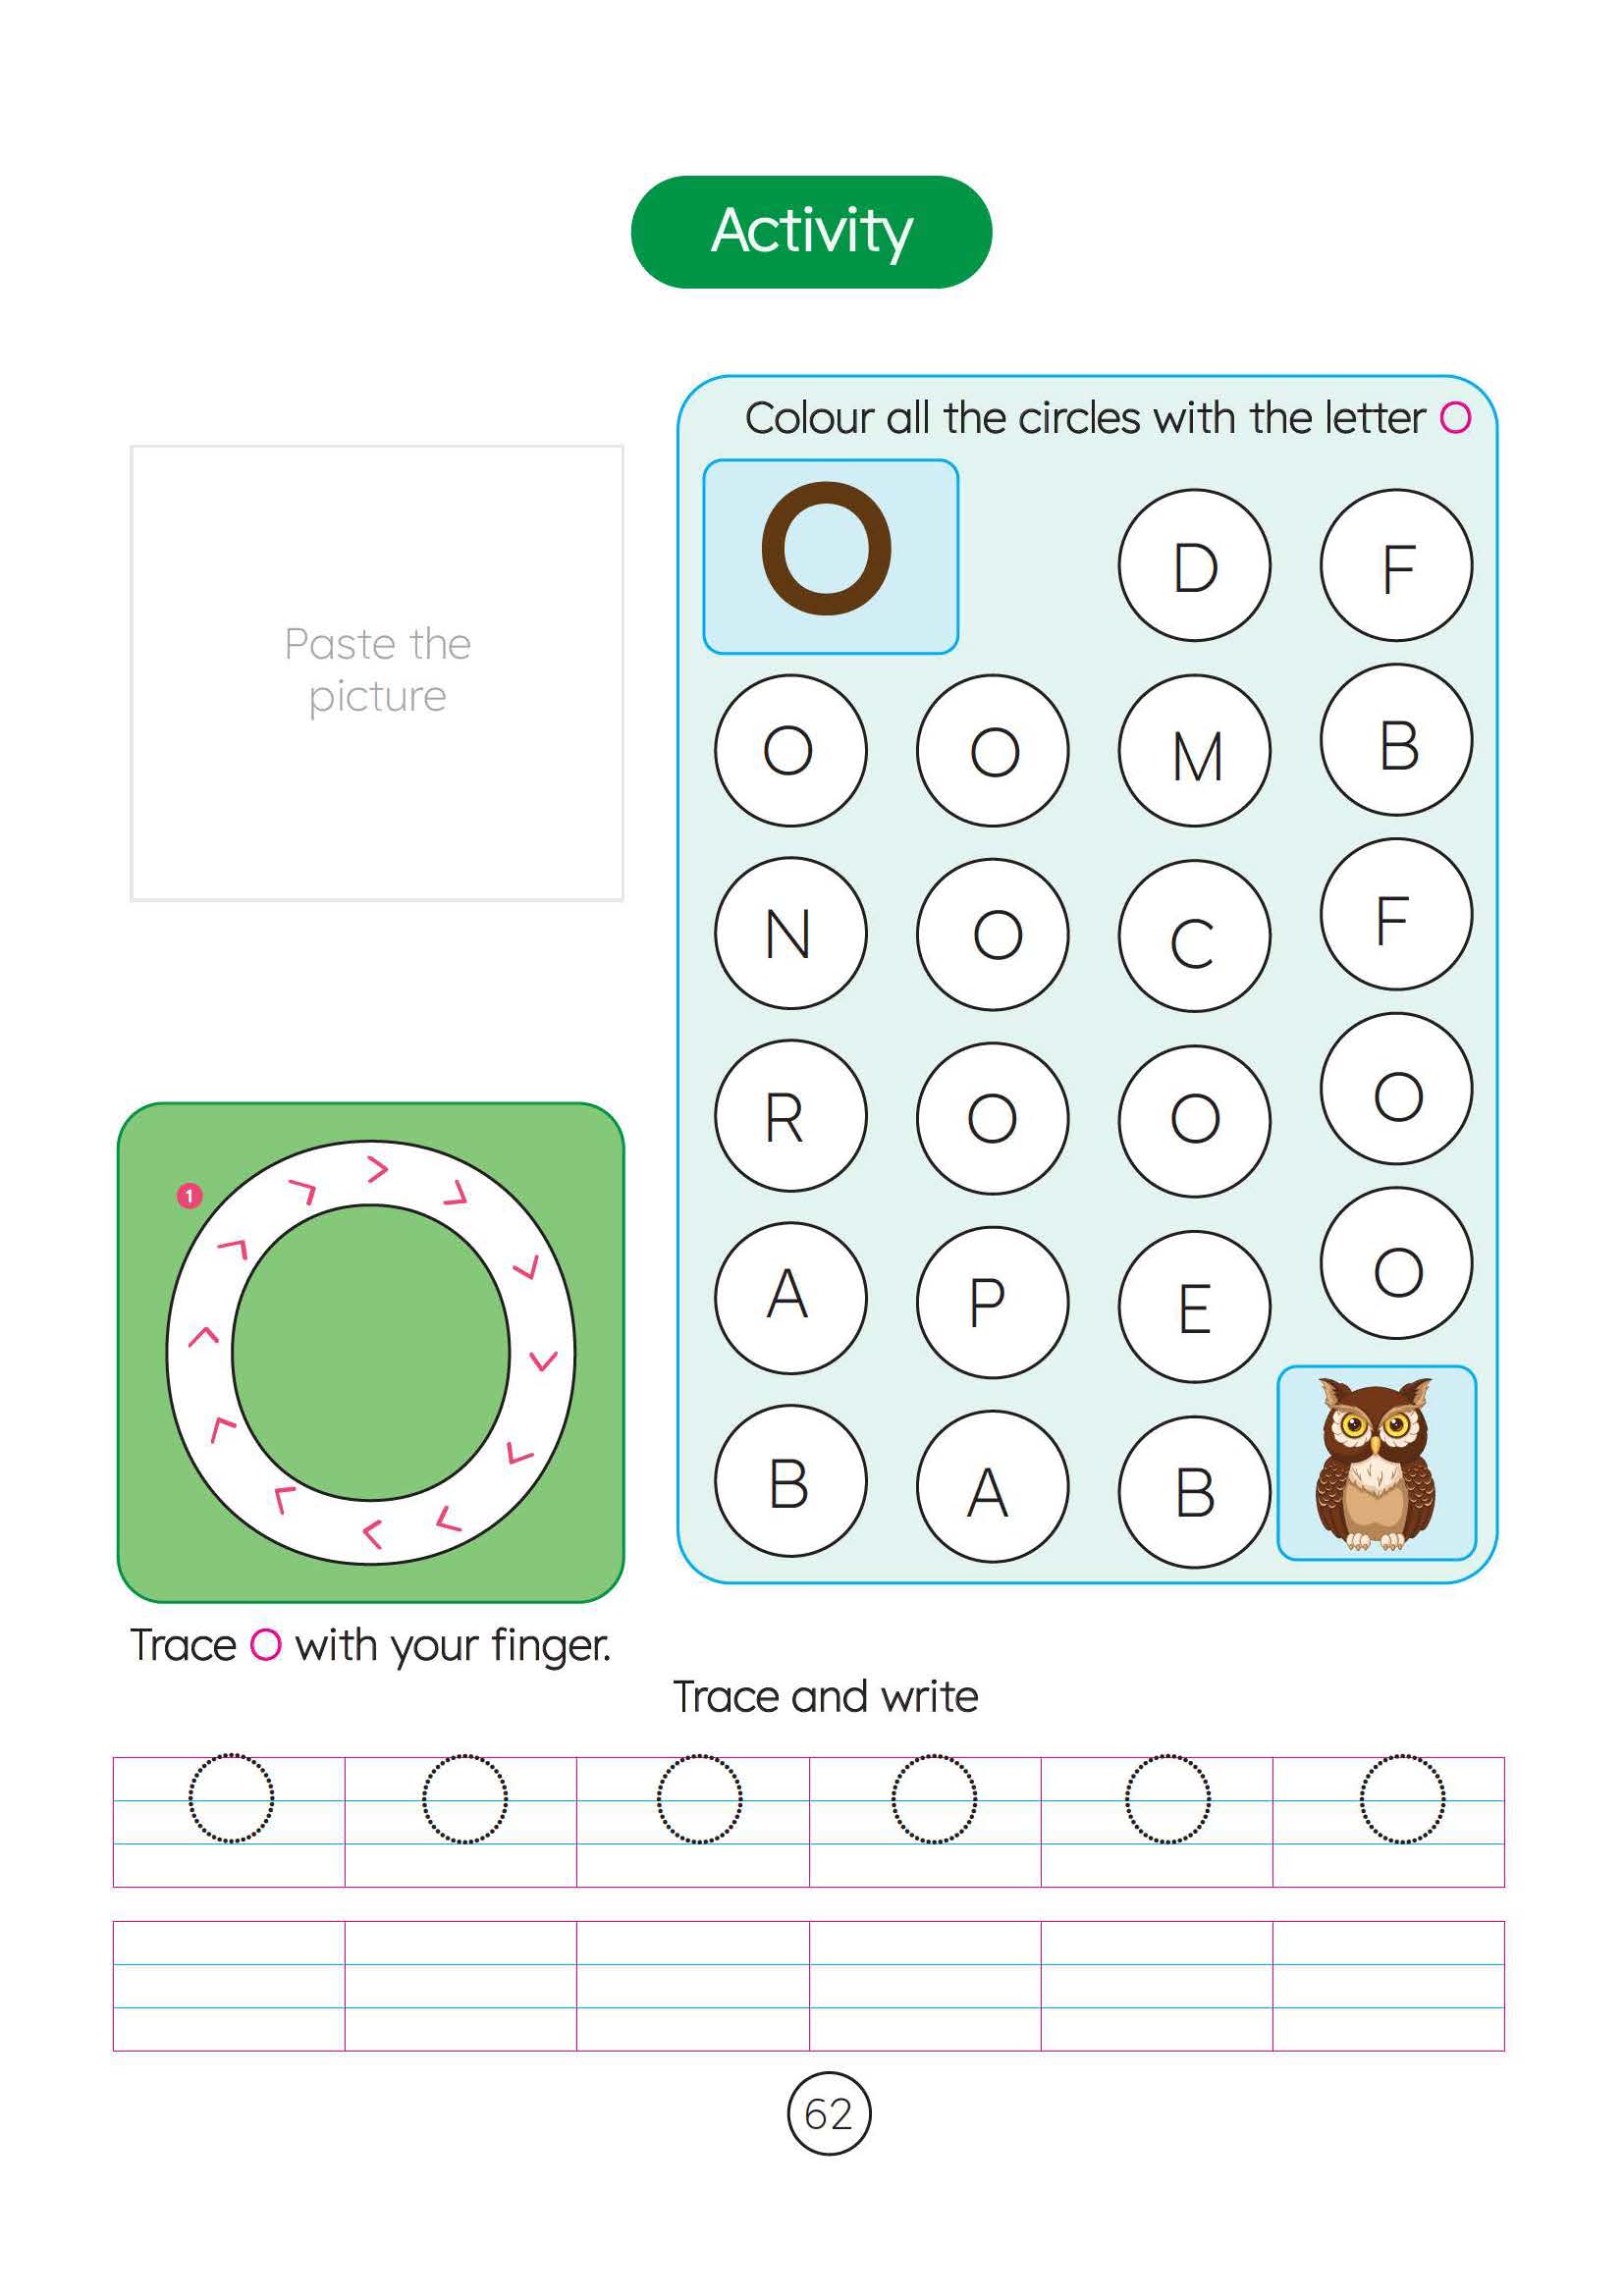 Activity
Paste the
picture
1
Trace O with your finger.
Colour all the circles with the letter O
O
D F
O O M B
N O C F
R O O O
A P E O
B A B
Trace and write
O O O O O O
62